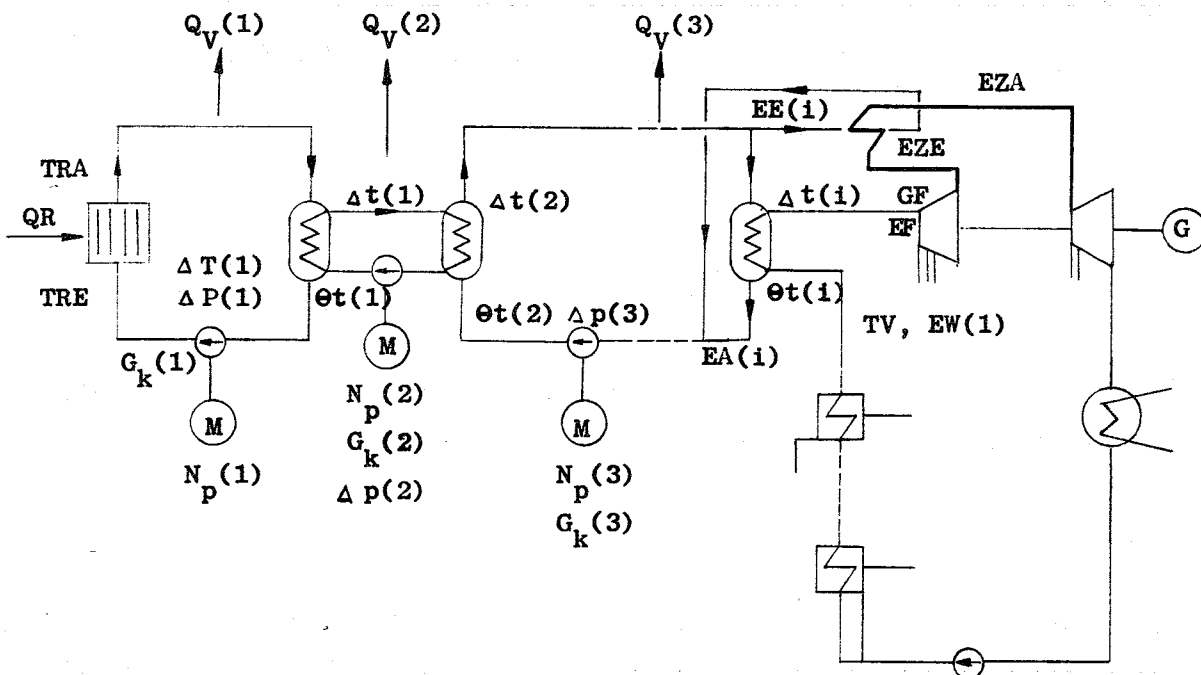 Q_V(1)
Q_V(2)
Q_V(3)
EZA
EE(i)
EZE
TRA
Δt(1)
Δt(2)
Δt(i)
GF
QR
EF
G
ΔT(1)
TRE
ΔP(1)
Θt(1)
Θt(2)
Δp(3)
Θt(i)
TV, EW(1)
G_k(1)
M
EA(i)
N_p(2)
M
M
G_k(2)
N_p(1)
N_p(3)
Δp(2)
G_k(3)